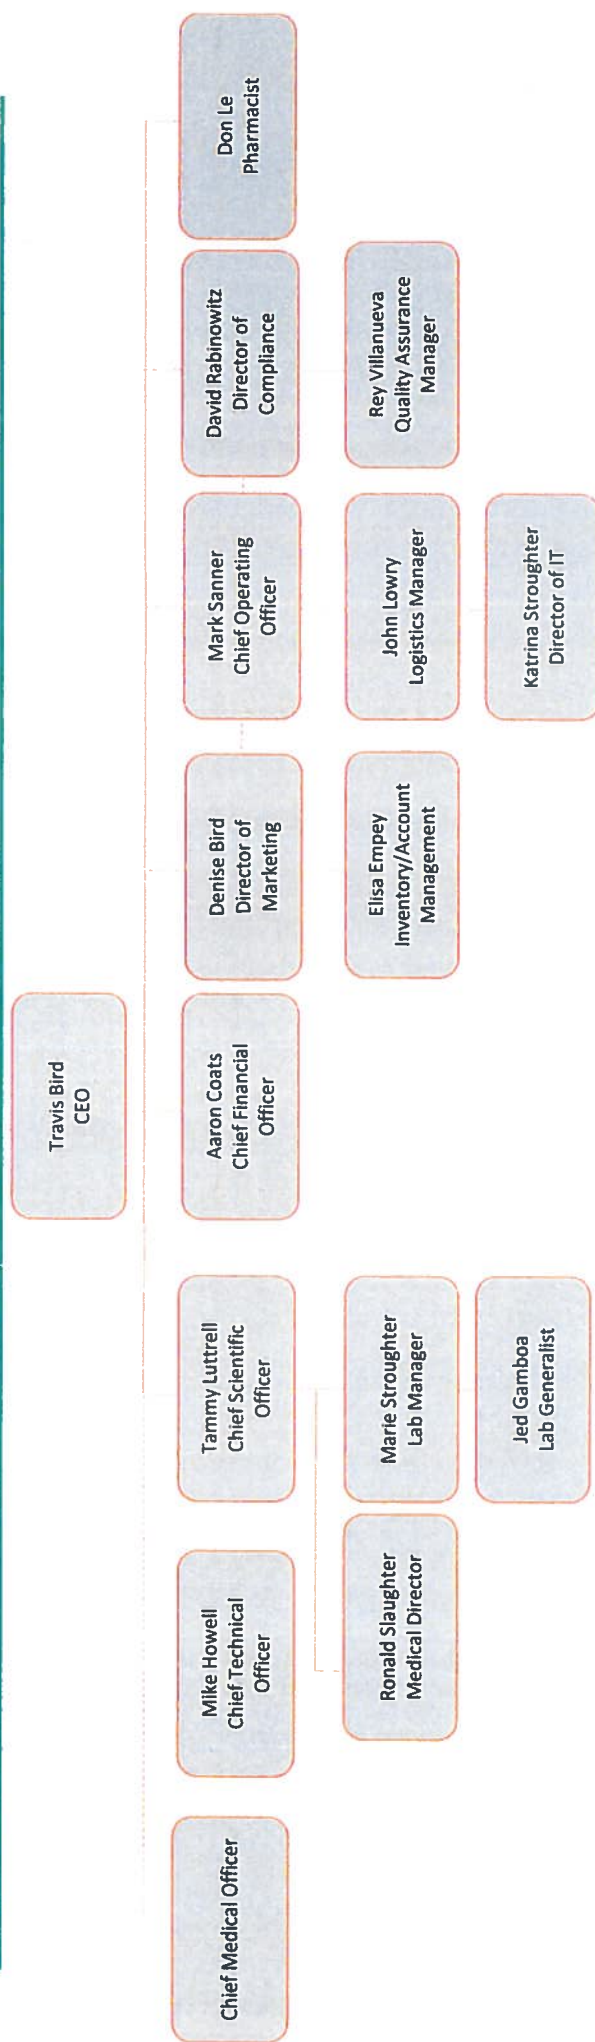 Travis Bird
CEO
Chief Medical Officer
Mike Howell
Chief Technical
Officer
Tammy Luttrell
Chief Scientific
Officer
Aaron Coats
Chief Financial
Officer
Denise Bird
Director of
Marketing
Mark Sanner
Chief Operating
Officer
David Rabinowitz
Director of
Compliance
Don Le
Pharmacist
Ronald Slaughter
Medical Director
Marie Stroughter
Lab Manager
Elisa Empey
Inventory/Account
Management
John Lowry
Logistics Manager
Rey Villanueva
Quality Assurance
Manager
Jed Gamboa
Lab Generalist
Katrina Stroughter
Director of IT